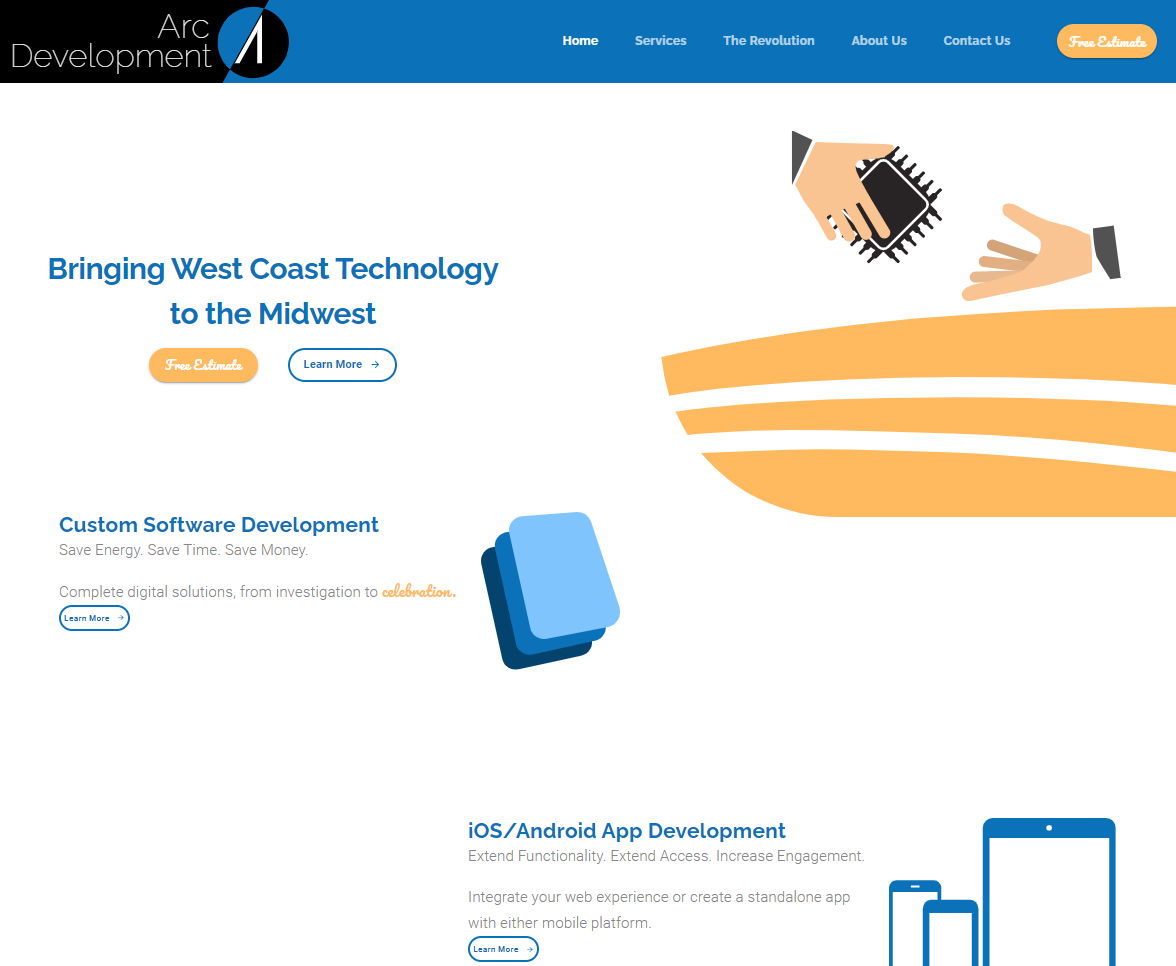 Arc
Development
Home Services The Revolution About Us Contact Us Free Estimate
Bringing West Coast Technology
to the Midwest
Free Estimate Learn More →
Custom Software Development
Save Energy. Save Time. Save Money.
Complete digital solutions, from investigation to celebration.
Learn More →
iOS/Android App Development
Extend Functionality. Extend Access. Increase Engagement.
Integrate your web experience or create a standalone app
with either mobile platform.
Learn More →